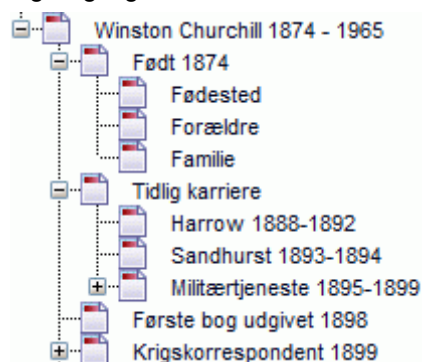 Winston Churchill 1874 - 1965
Født 1874
Fødested
Forældre
Familie
Tidlig karriere
Harrow 1888-1892
Sandhurst 1893-1894
Militærtjeneste 1895-1899
Første bog udgivet 1898
Krigskorrespondent 1899